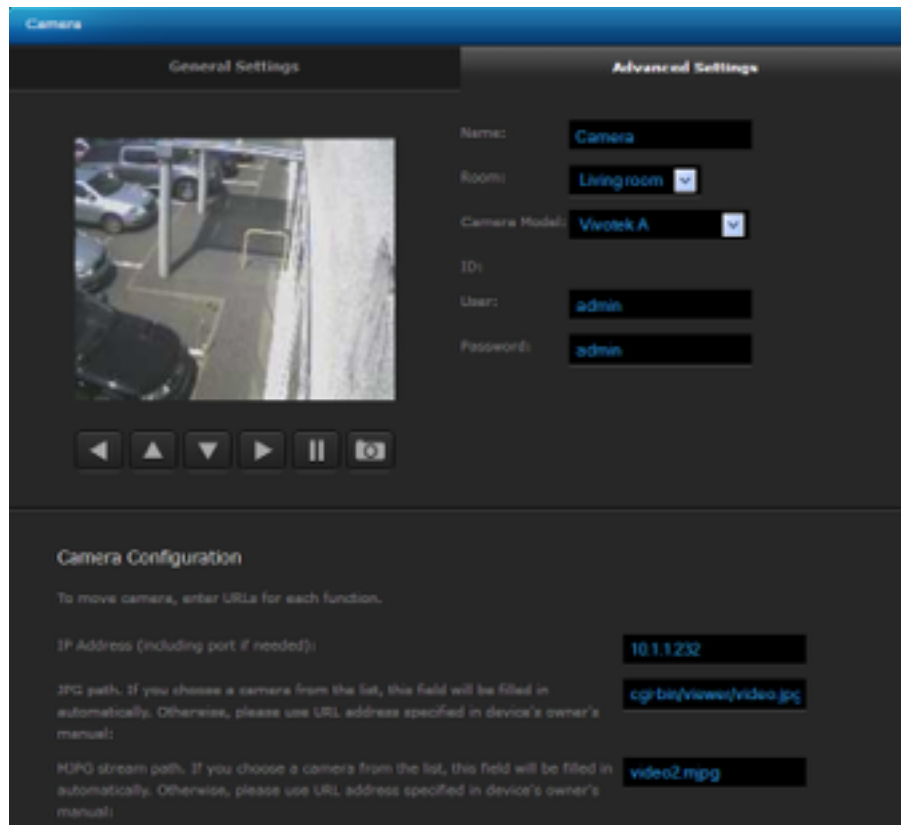 Camera
General Settings
Advanced Settings
Name:
Camera
Room:
Living room
Camera Model:
Vivotek A
ID:
User:
admin
Password:
admin
Camera Configuration
To move camera, enter URLs for each function.
IP Address (including port if needed):
10.1.1.232
JPG path. If you choose a camera from the list, this field will be filled in
automatically. Otherwise, please use URL address specified in device's owner's
manual:
cgi-bin/viewer/video.jpg
MJPG stream path. If you choose a camera from the list, this field will be filled in
automatically. Otherwise, please use URL address specified in device's owner's
manual:
video2.mjpg